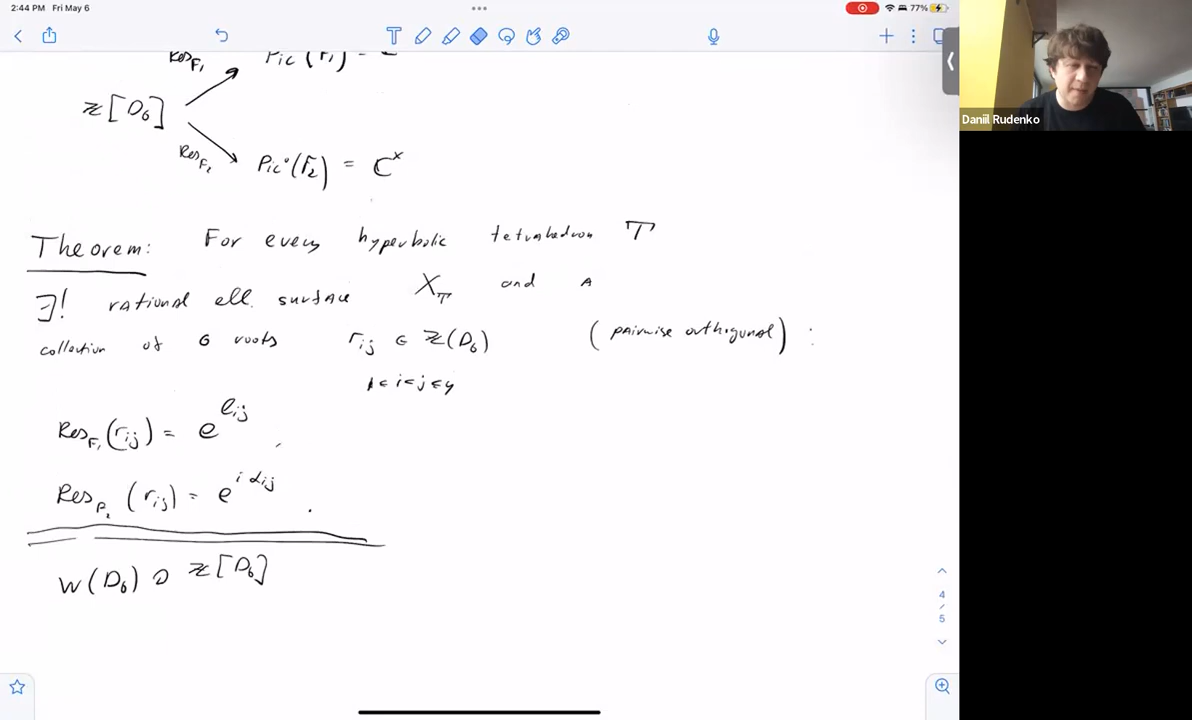 2:44 PM Fri May 6
77%
Res_{F_1}
Z[D_6]
Res_{F_2}
Pic°(F_2) = C^x
Daniil Rudenko
Theorem: For every hyperbolic tetrahedron T
∃! rational ell. surface X_T and a
collection of 6 roots r_{ij} ∈ Z(D_6) (pairwise orthogonal) :
1 ≤ i < j ≤ 4
Res_{F_1}(r_{ij}) = e^{l_{ij}}
Res_{F_2}(r_{ij}) = e^{i α_{ij}} .
W(D_6) ⊃ Z[D_6]
4
/
5